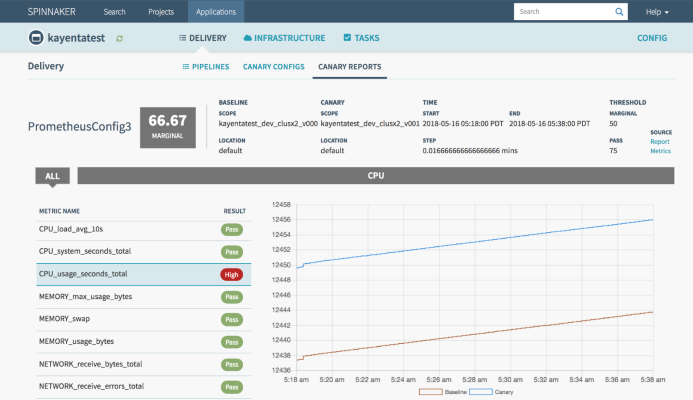 SPINNAKER Search Projects Applications Search Help
kayentatest DELIVERY INFRASTRUCTURE TASKS CONFIG
Delivery PIPELINES CANARY CONFIGS CANARY REPORTS
PrometheusConfig3
66.67
MARGINAL
BASELINE CANARY TIME THRESHOLD
SCOPE SCOPE START END MARGINAL
kayentatest_dev_clusx2_v000 kayentatest_dev_clusx2_v001 2018-05-16 05:18:00 PDT 2018-05-16 05:38:00 PDT 50
LOCATION LOCATION STEP PASS SOURCE
default default 0.016666666666666666 mins 75 Report
Metrics
ALL CPU
METRIC NAME RESULT
CPU_load_avg_10s Pass
CPU_system_seconds_total Pass
CPU_usage_seconds_total High
MEMORY_max_usage_bytes Pass
MEMORY_swap Pass
MEMORY_usage_bytes Pass
NETWORK_receive_bytes_total Pass
NETWORK_receive_errors_total Pass
12458
12456
12454
12452
12450
12448
12446
12444
12442
12440
12438
12436
5:18 am 5:20 am 5:22 am 5:24 am 5:26 am 5:28 am 5:30 am 5:32 am 5:34 am 5:36 am 5:38 am
Baseline Canary